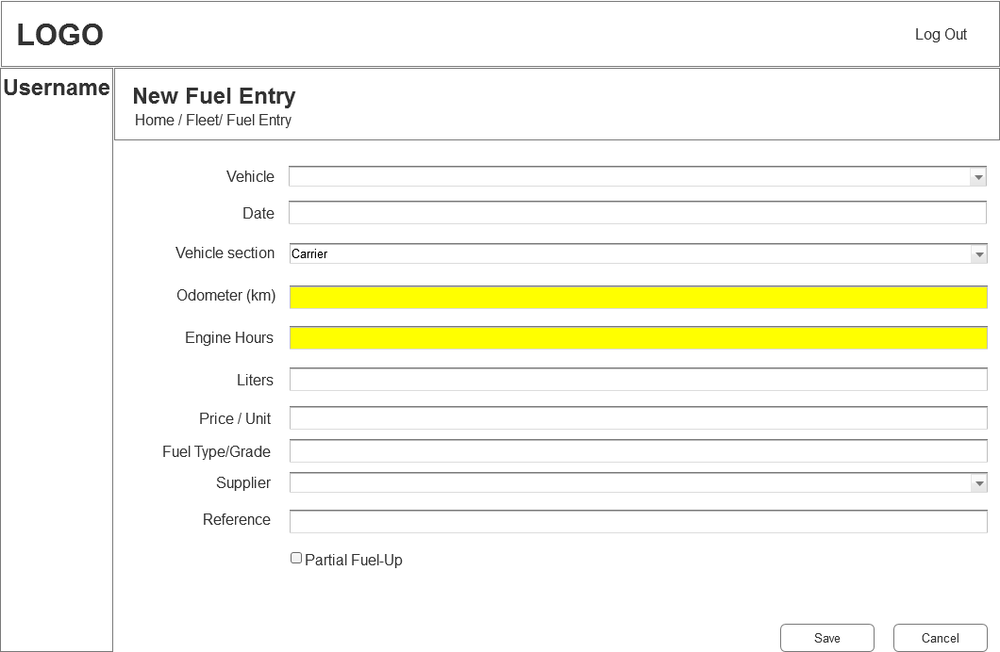 LOGO
Log Out
Username
New Fuel Entry
Home / Fleet/ Fuel Entry
Vehicle
Date
Vehicle section
Carrier
Odometer (km)
Engine Hours
Liters
Price / Unit
Fuel Type/Grade
Supplier
Reference
Partial Fuel-Up
Save
Cancel